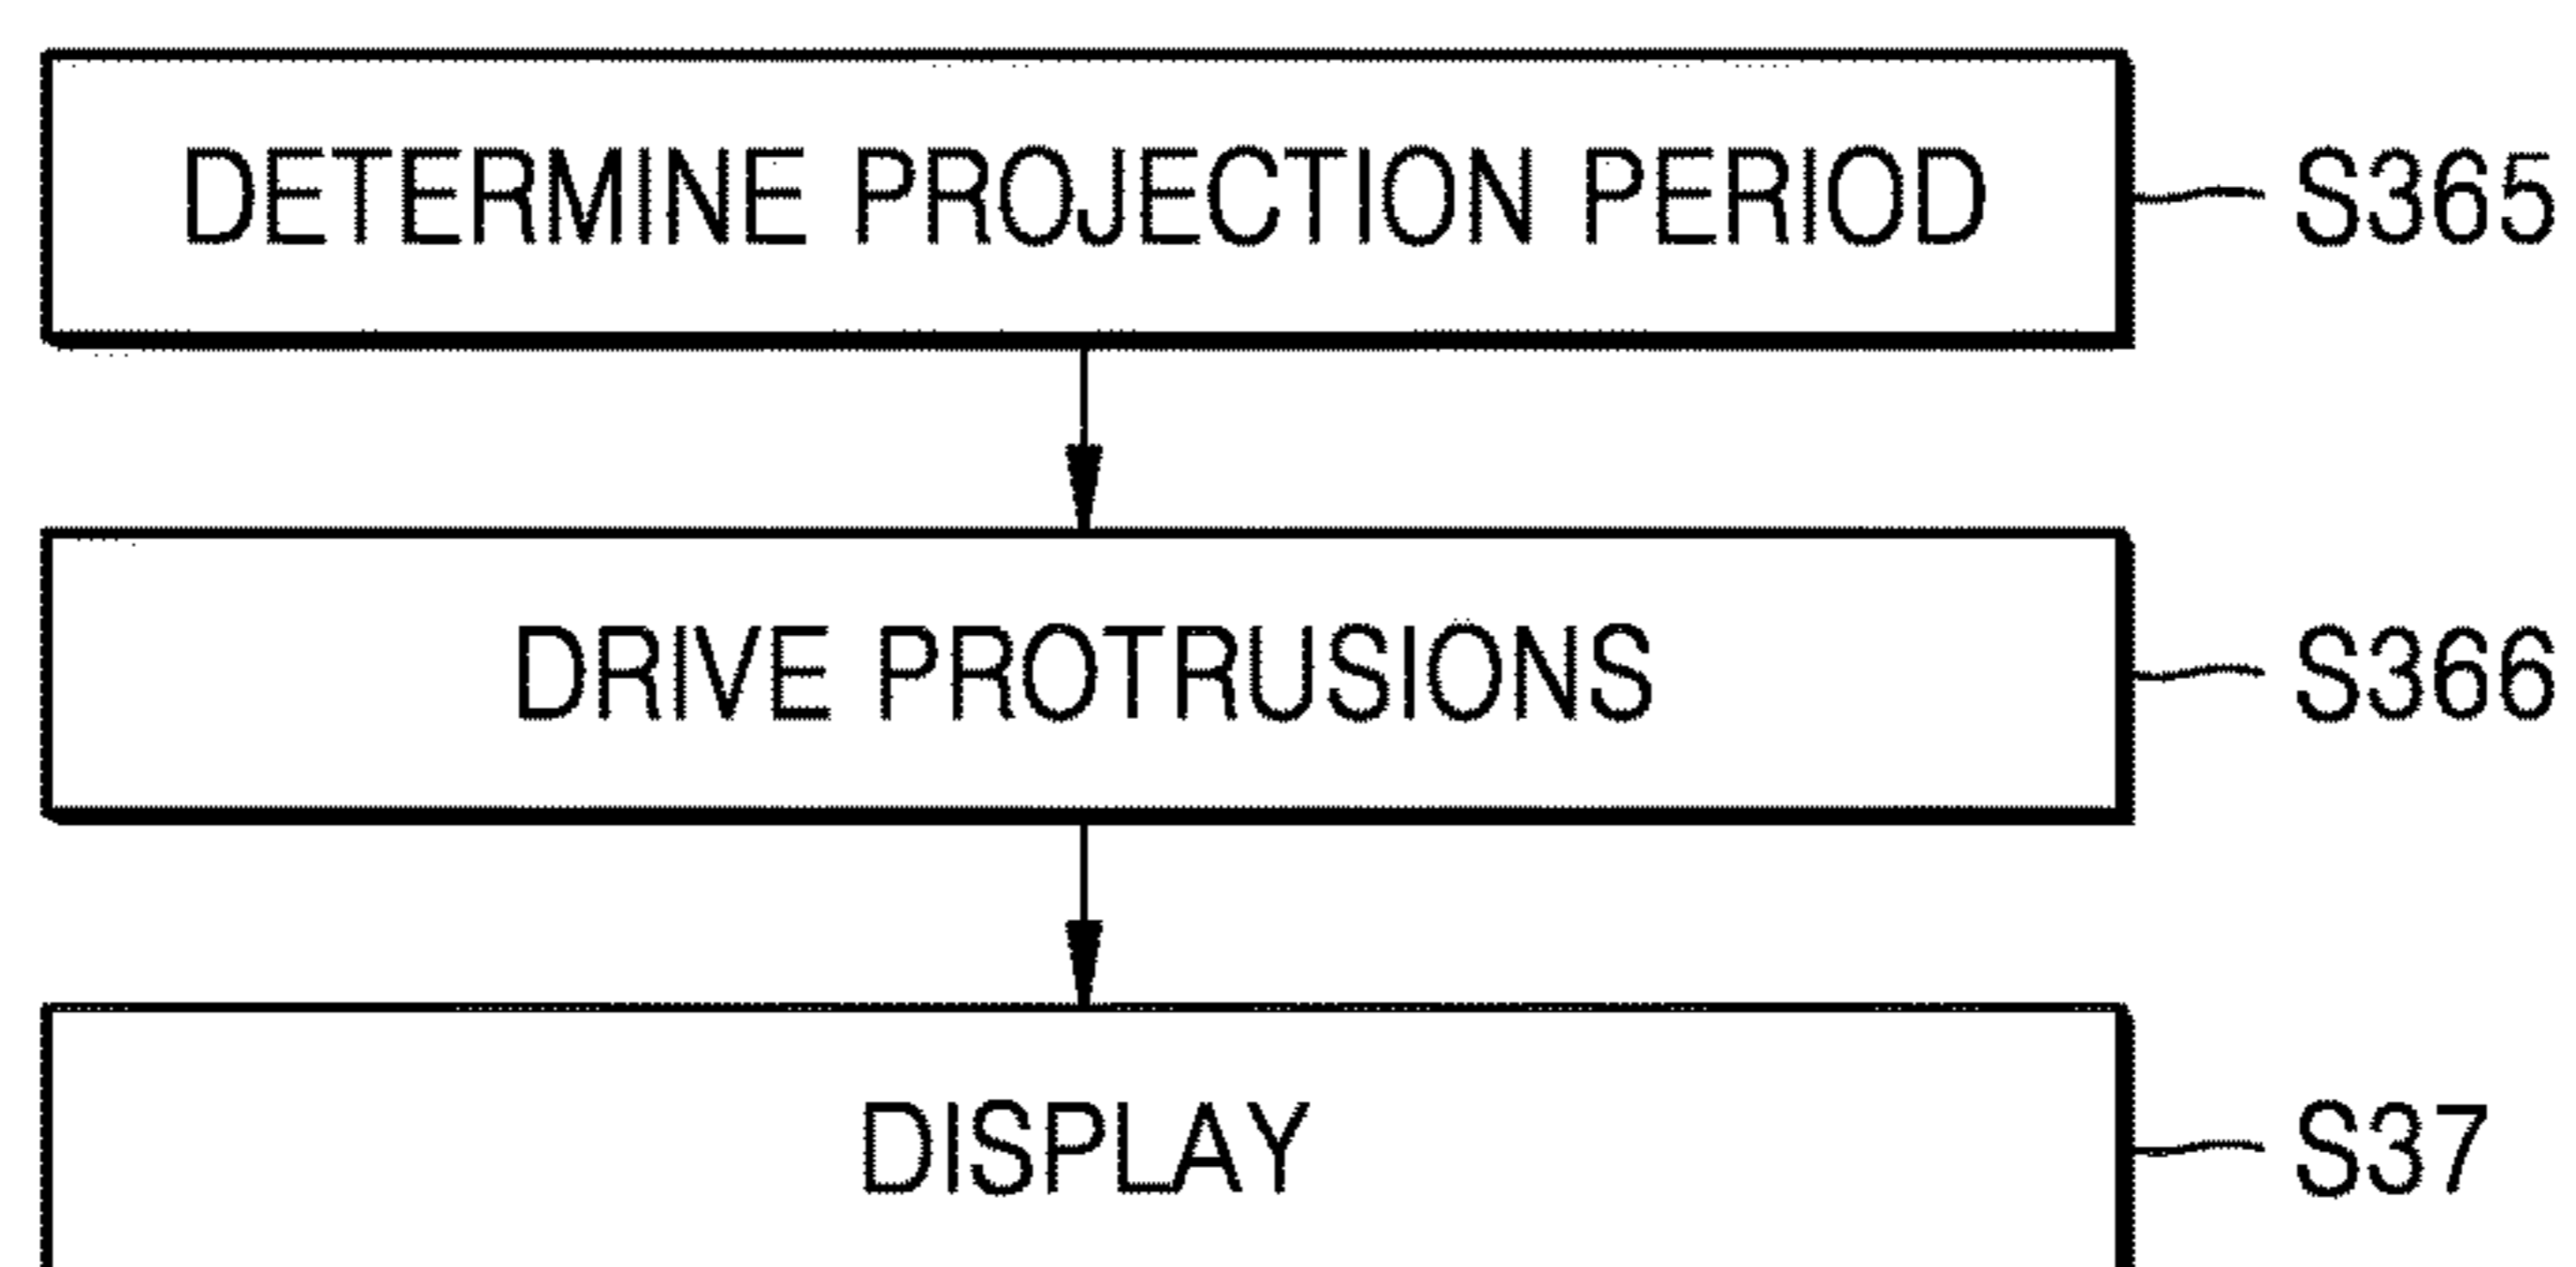 DETERMINE PROJECTION PERIOD S365
DRIVE PROTRUSIONS S366
DISPLAY S37